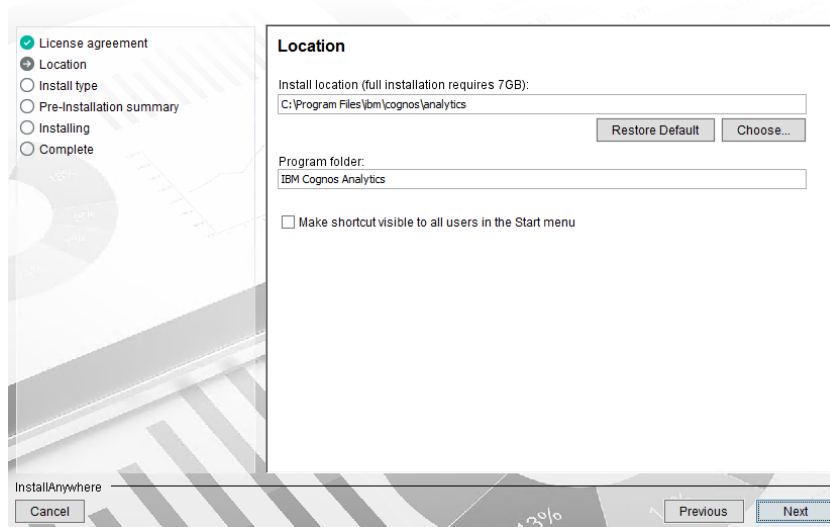 License agreement
Location
Install type
Pre-Installation summary
Installing
Complete
Location
Install location (full installation requires 7GB):
C:\Program Files\ibm\cognos\analytics
Restore Default
Choose...
Program folder:
IBM Cognos Analytics
Make shortcut visible to all users in the Start menu
InstallAnywhere
Cancel
Previous
Next
13%